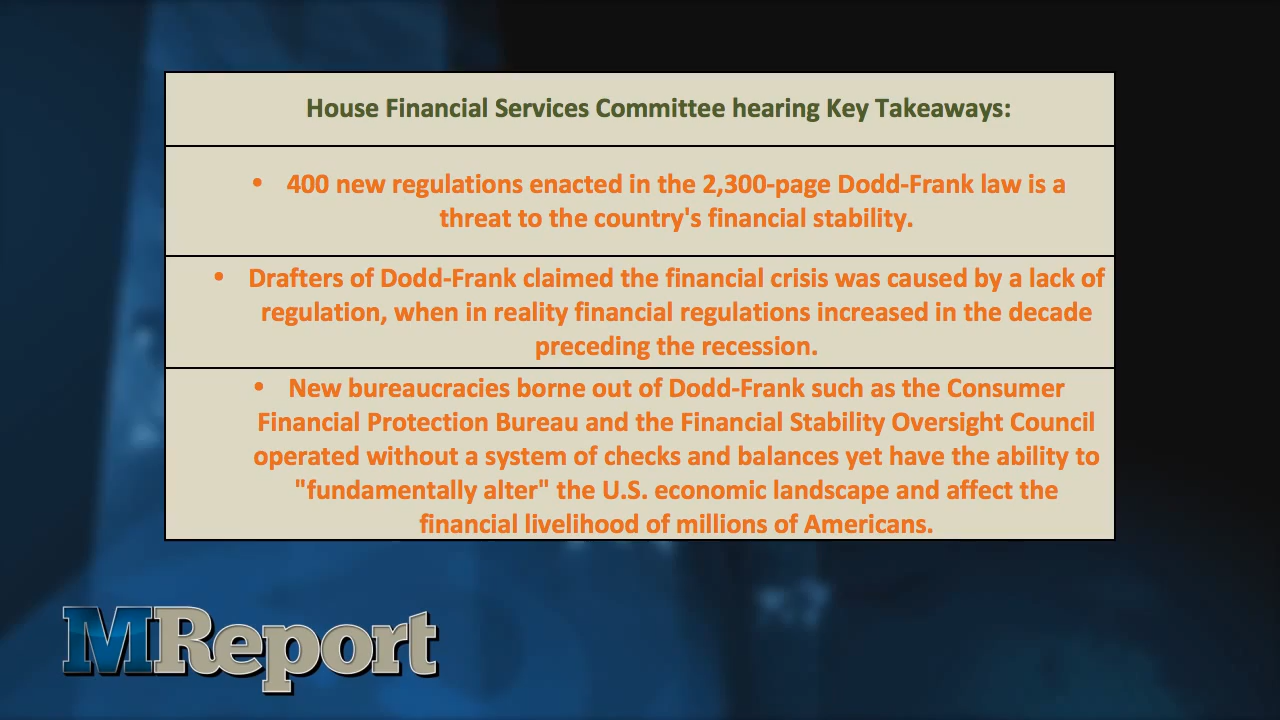 House Financial Services Committee hearing Key Takeaways:
• 400 new regulations enacted in the 2,300-page Dodd-Frank law is a
threat to the country's financial stability.
• Drafters of Dodd-Frank claimed the financial crisis was caused by a lack of
regulation, when in reality financial regulations increased in the decade
preceding the recession.
• New bureaucracies borne out of Dodd-Frank such as the Consumer
Financial Protection Bureau and the Financial Stability Oversight Council
operated without a system of checks and balances yet have the ability to
"fundamentally alter" the U.S. economic landscape and affect the
financial livelihood of millions of Americans.
MReport